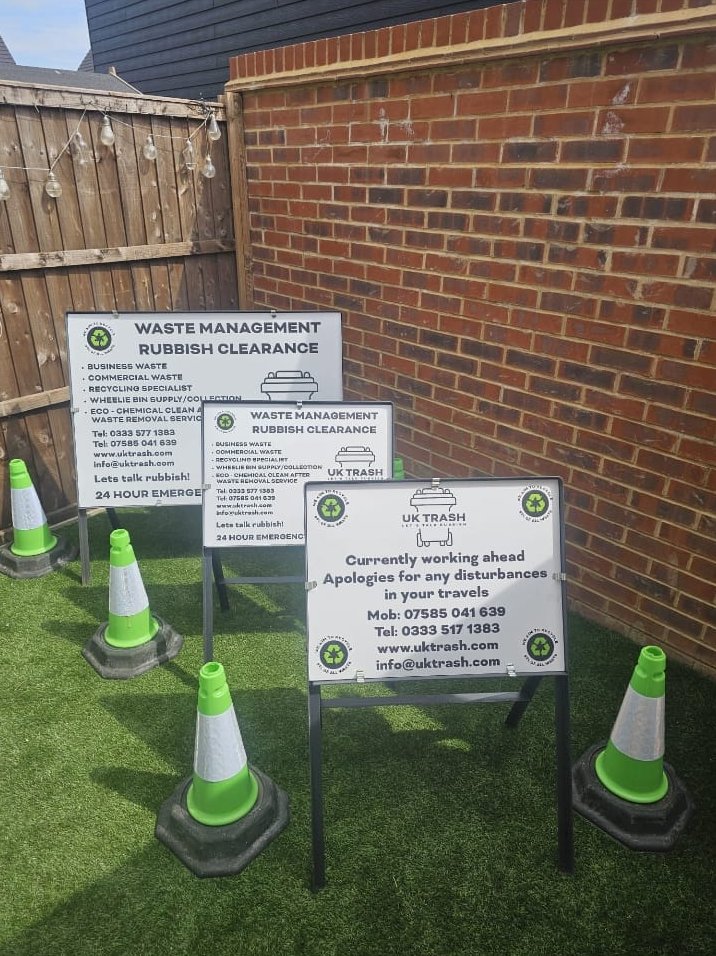 WASTE MANAGEMENT
RUBBISH CLEARANCE
• BUSINESS WASTE
• COMMERCIAL WASTE
• RECYCLING SPECIALIST
• WHEELIE BIN SUPPLY/COLLECTION
• ECO - CHEMICAL CLEAN
WASTE REMOVAL
Tel: 0333 577 1383
Tel: 07585 041 639
www.uktrash.com
info@uktrash.com
Lets talk rubbish!
24 HOUR
WASTE MANAGEMENT
RUBBISH CLEARANCE
• BUSINESS WASTE
• COMMERCIAL WASTE
• RECYCLING SPECIALIST
• WHEELIE BIN SUPPLY/COLLECTION
• ECO - CHEMICAL CLEAN AFTER
WASTE REMOVAL SERVICE
UK TRASH
Tel: 0333 577 1383
Tel: 07585 041 639
www.uktrash.com
info@uktrash.com
Lets talk rubbish!
24 HOUR
UK TRASH
LET'S TALK RUBBISH
Currently working ahead
Apologies for any disturbances
in your travels
Mob: 07585 041 639
Tel: 0333 517 1383
www.uktrash.com
info@uktrash.com